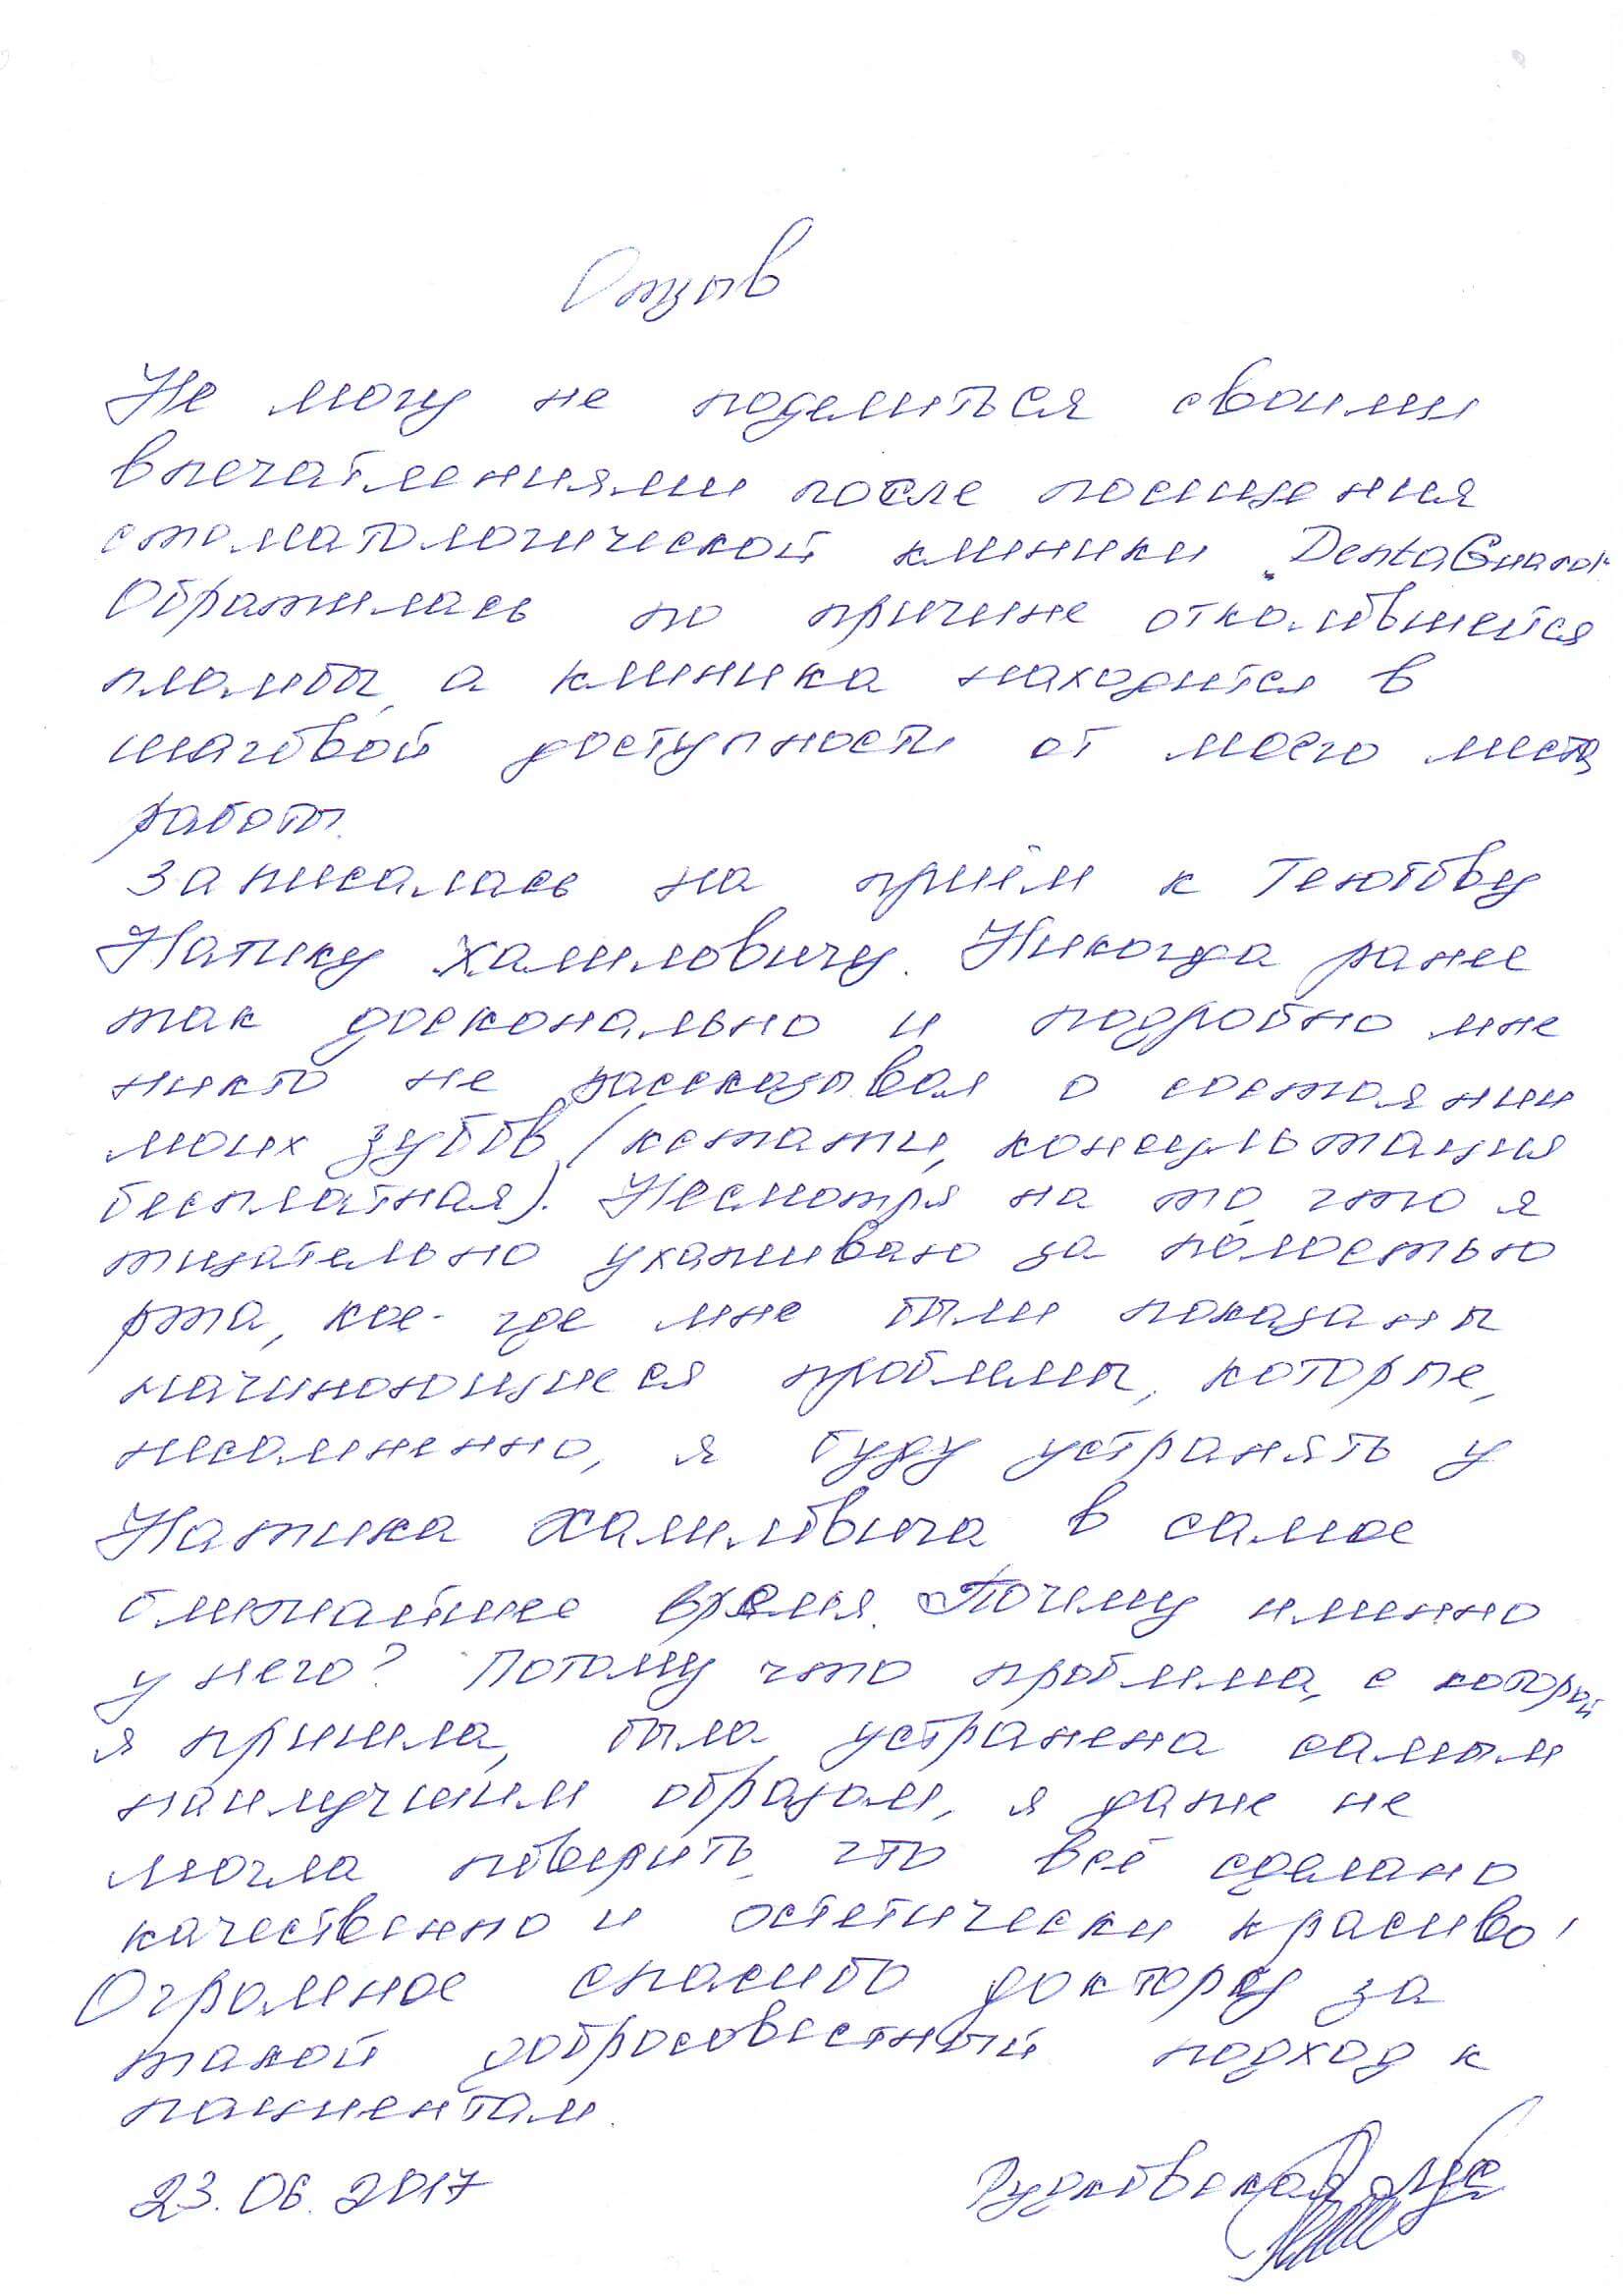 Отзыв
Не могу не поделиться своими
впечатлениями после посещения
стоматологической клиники DentaGuard.
Обратилась по причине отколовшейся
пломбы, а клиника находится в
шаговой доступности от моего места
работы.
Записалась на приём к Теютову
Натику Халиловичу. Никогда ранее
так досконально и подробно мне
никто не рассказывал о состоянии
моих зубов (кстати, консультация
бесплатная). Несмотря на то, что я
тщательно ухаживаю за полостью
рта, кое-где мне были показаны
начинающиеся проблемы, которые,
несомненно, я буду устранять у
Натика Халиловича в самое
ближайшее время. Почему именно
у него? Потому что проблема, с которой
я пришла, была устранена самым
наилучшим образом, я даже не
могла поверить, что всё сделано
качественно и эстетически красиво!
Огромное спасибо доктору за
такой добросовестный подход к
пациентам.
23.06.2017
Рудковская